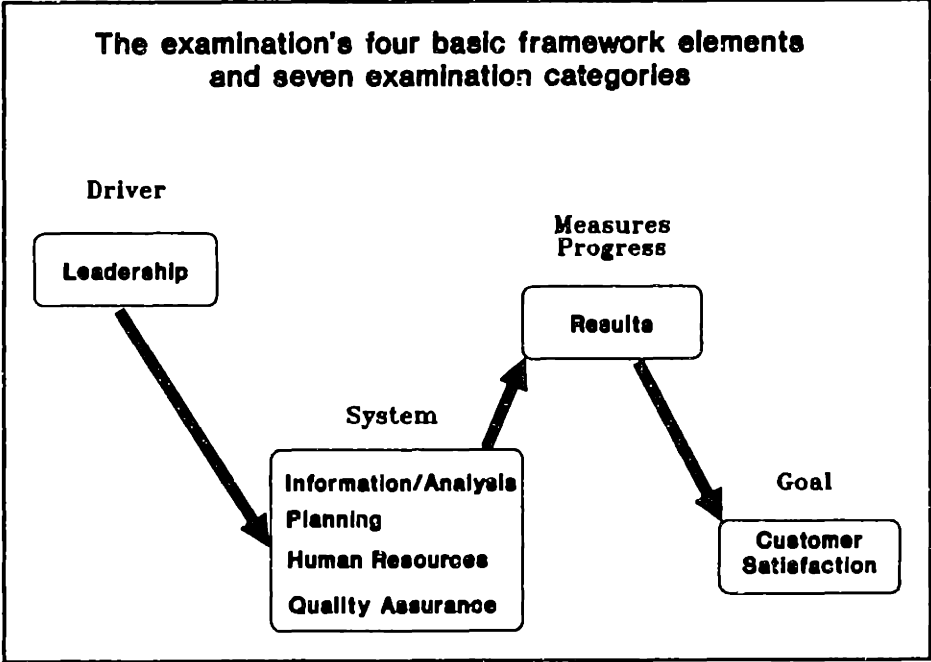 The examination's four basic framework elements
and seven examination categories
Driver
Leadership
System
Information/Analysis
Planning
Human Resources
Quality Assurance
Measures
Progress
Results
Goal
Customer
Satisfaction